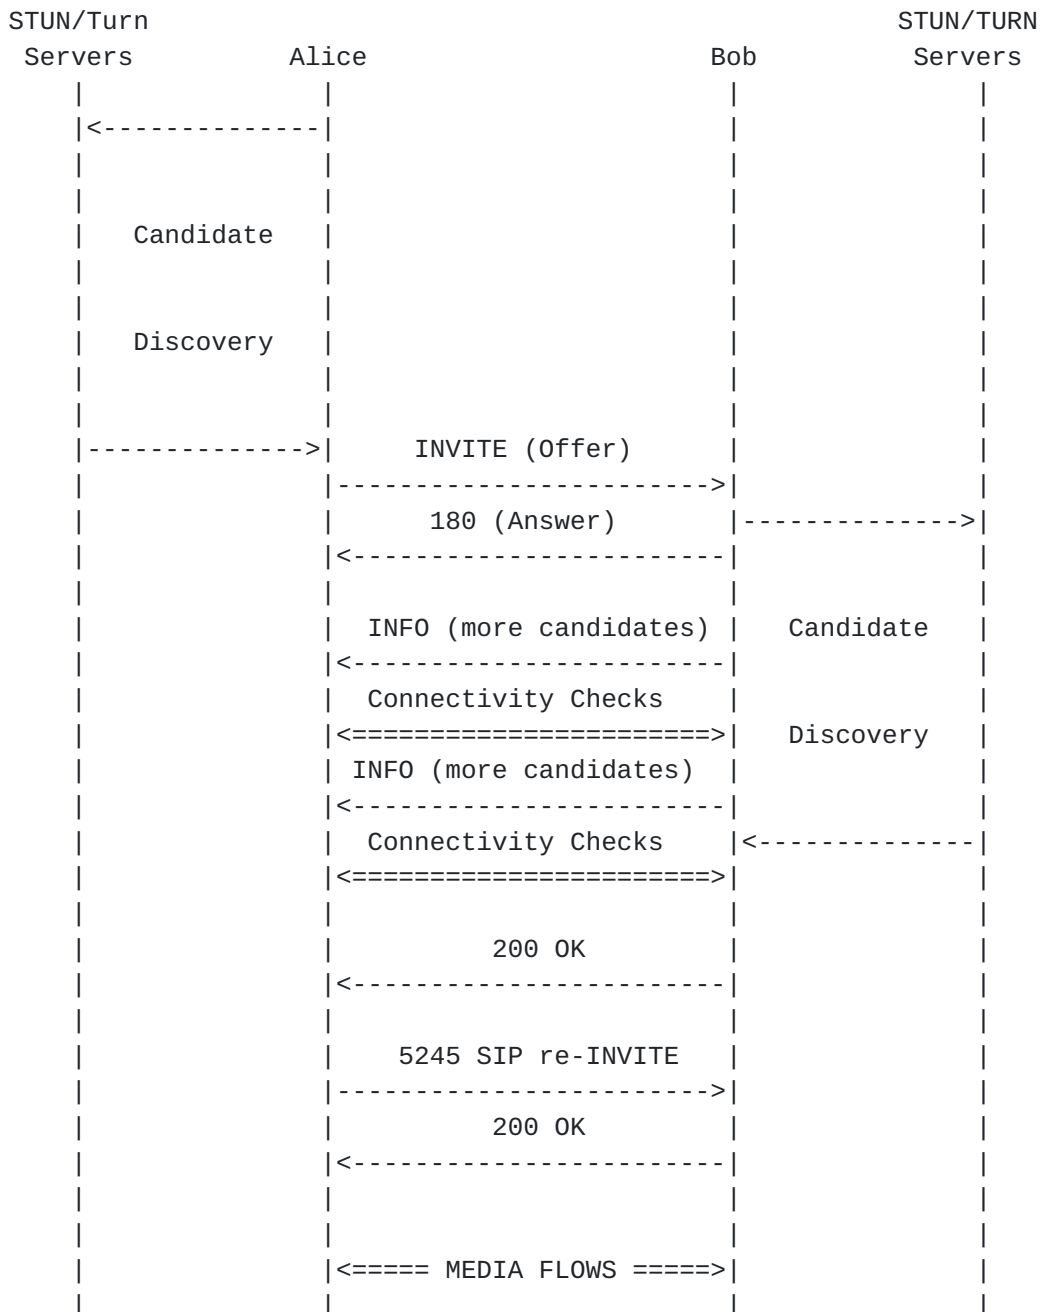 STUN/Turn                                                STUN/TURN
 Servers          Alice                      Bob          Servers
    |               |                         |               |
    |<--------------|                         |               |
    |               |                         |               |
    |               |                         |               |
    |   Candidate   |                         |               |
    |               |                         |               |
    |               |                         |               |
    |   Discovery   |                         |               |
    |               |                         |               |
    |               |                         |               |
    |-------------->|     INVITE (Offer)      |               |
    |               |------------------------>|               |
    |               |      180 (Answer)       |-------------->|
    |               |<------------------------|               |
    |               |                         |               |
    |               |  INFO (more candidates) |   Candidate   |
    |               |<------------------------|               |
    |               |  Connectivity Checks    |               |
    |               |<=======================>|   Discovery   |
    |               | INFO (more candidates)  |               |
    |               |<------------------------|               |
    |               |  Connectivity Checks    |<--------------|
    |               |<=======================>|               |
    |               |                         |               |
    |               |          200 OK         |               |
    |               |<------------------------|               |
    |               |                         |               |
    |               |    5245 SIP re-INVITE   |               |
    |               |------------------------>|               |
    |               |          200 OK         |               |
    |               |<------------------------|               |
    |               |                         |               |
    |               |                         |               |
    |               |<===== MEDIA FLOWS =====>|               |
    |               |                         |               |